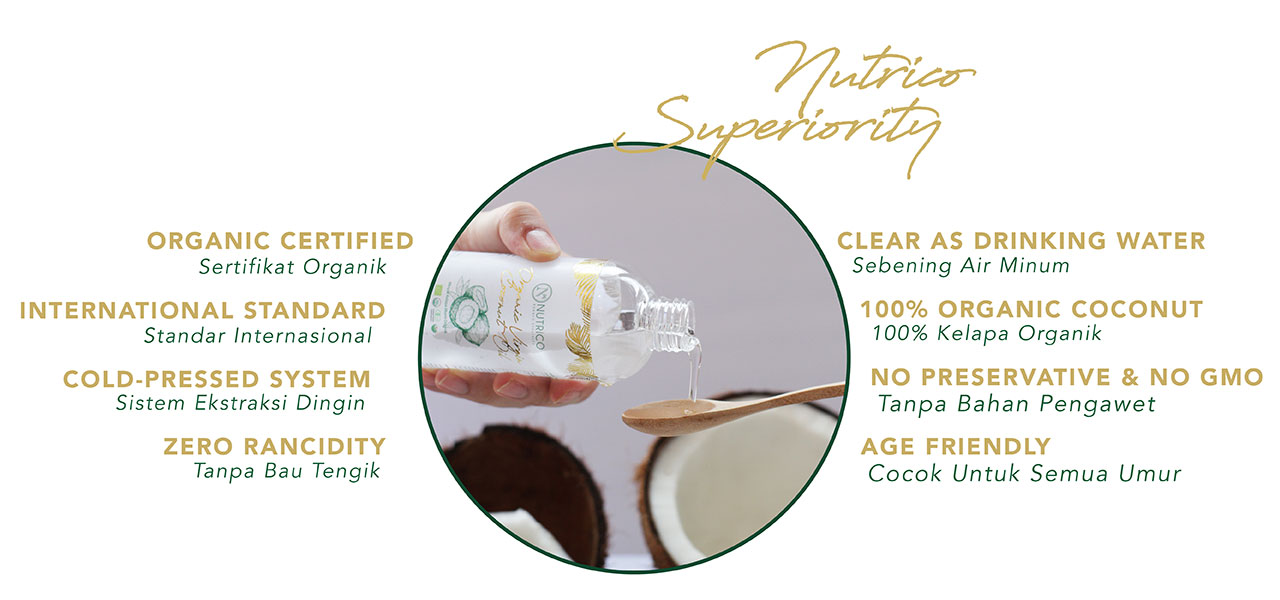 Nutrico
Superiority
ORGANIC CERTIFIED
Sertifikat Organik
INTERNATIONAL STANDARD
Standar Internasional
COLD-PRESSED SYSTEM
Sistem Ekstraksi Dingin
ZERO RANCIDITY
Tanpa Bau Tengik
NUTRICO
Organic Virgin
Coconut Oil
CLEAR AS DRINKING WATER
Sebening Air Minum
100% ORGANIC COCONUT
100% Kelapa Organik
NO PRESERVATIVE & NO GMO
Tanpa Bahan Pengawet
AGE FRIENDLY
Cocok Untuk Semua Umur